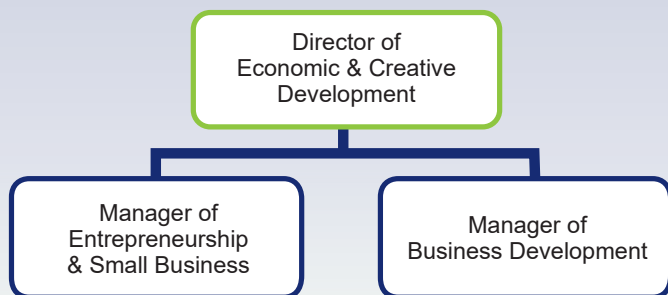 Director of
Economic & Creative
Development
Manager of
Entrepreneurship
& Small Business
Manager of
Business Development